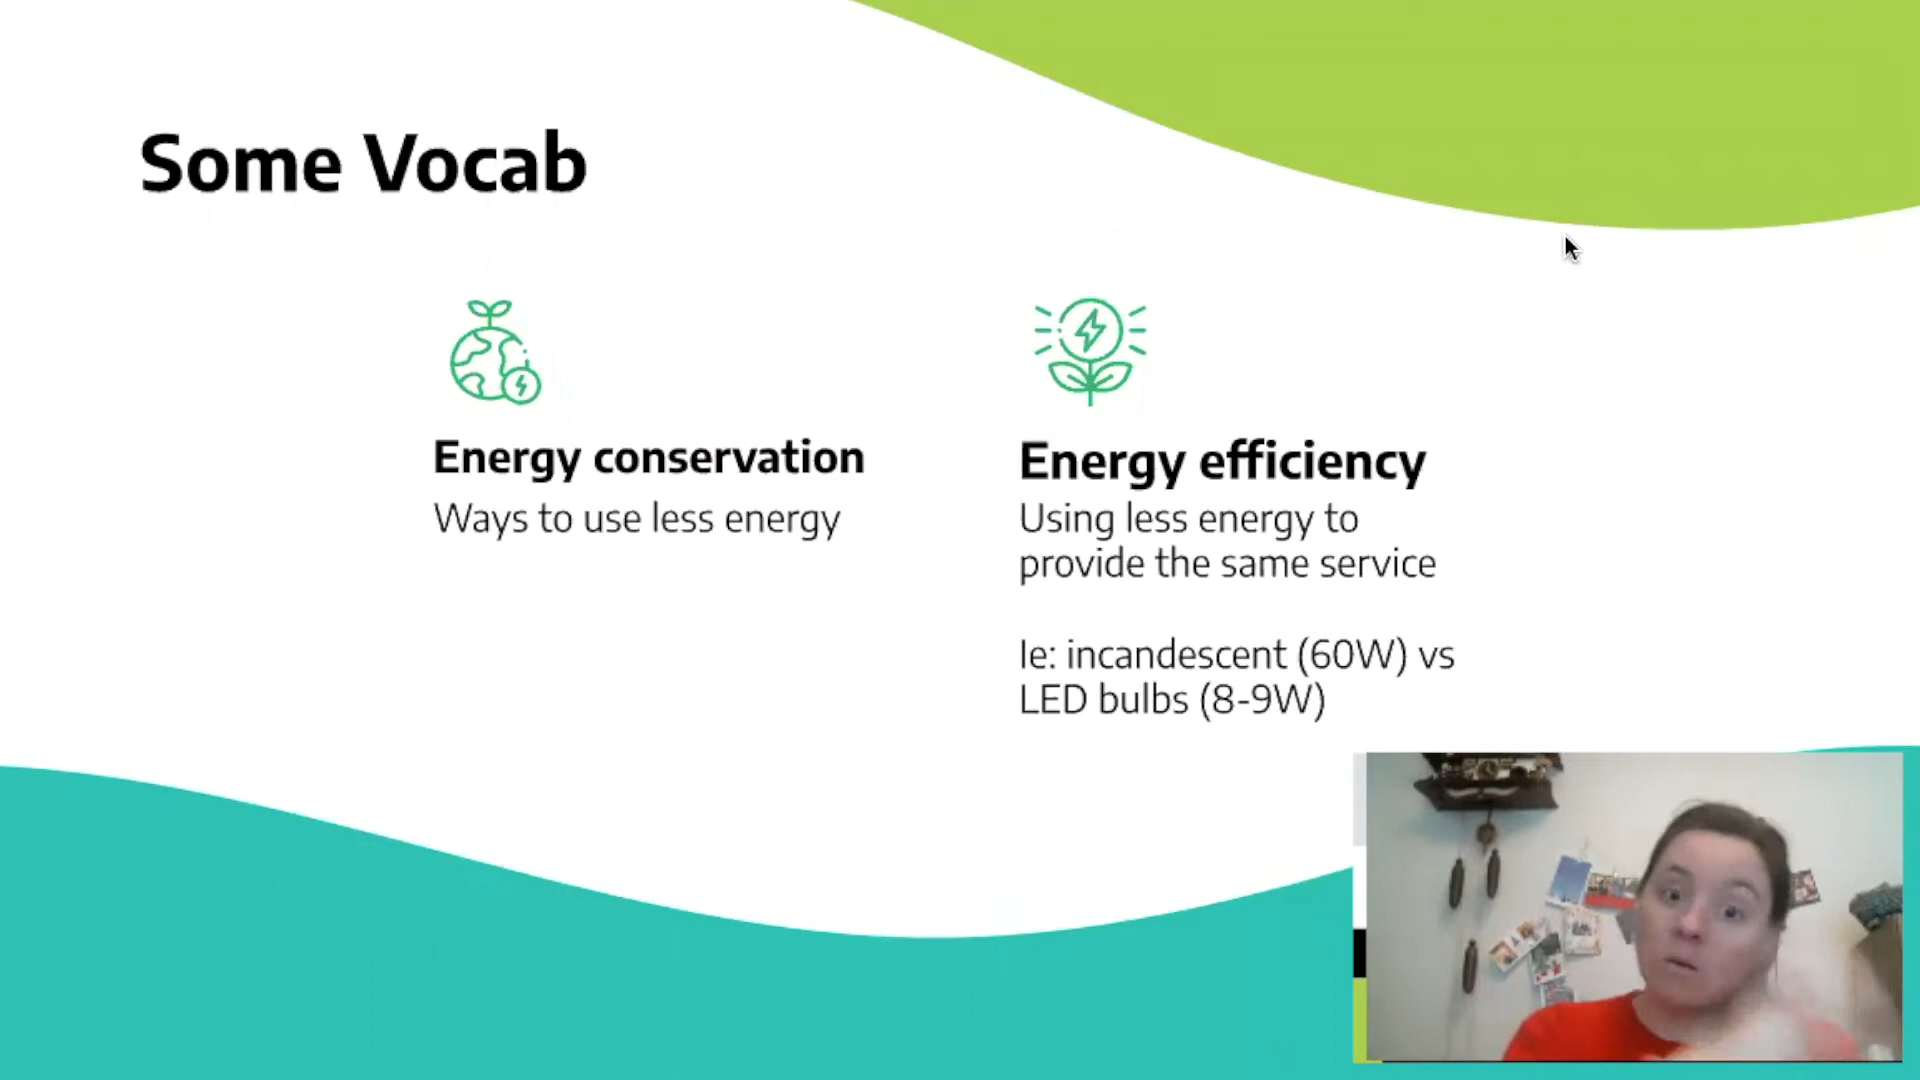 Some Vocab
Energy conservation
Ways to use less energy
Energy efficiency
Using less energy to
provide the same service
Ie: incandescent (60W) vs
LED bulbs (8-9W)